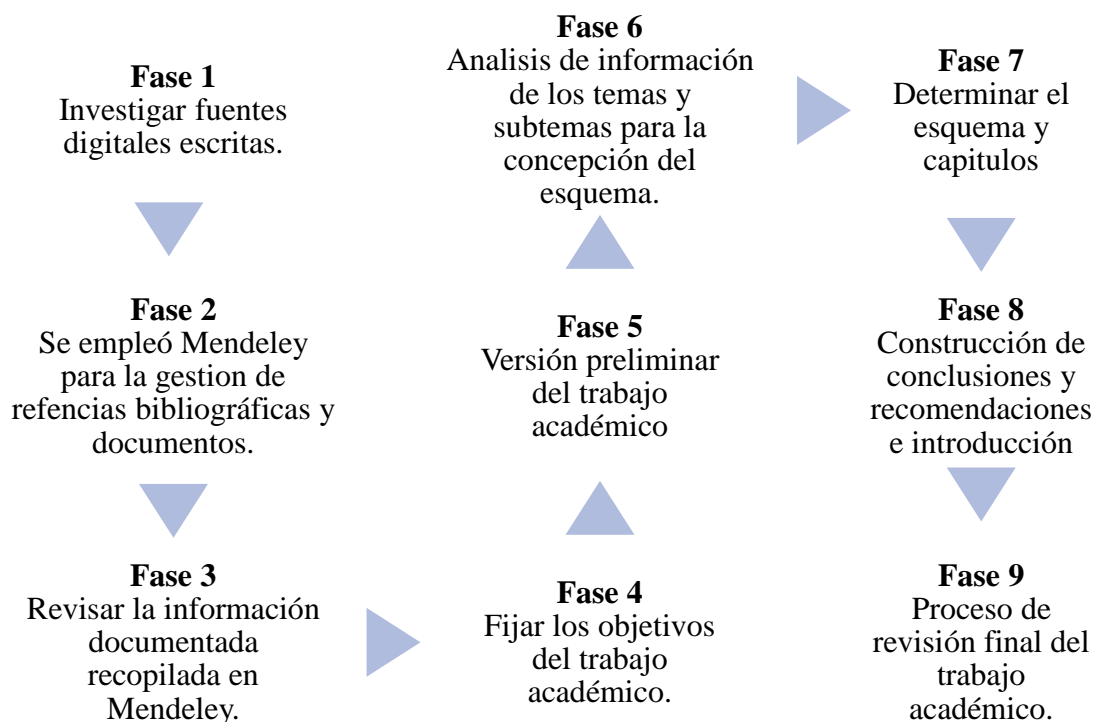 Fase 1
Investigar fuentes
digitales escritas.
Fase 2
Se empleó Mendeley
para la gestion de
refencias bibliográficas y
documentos.
Fase 3
Revisar la información
documentada
recopilada en
Mendeley.
Fase 4
Fijar los objetivos
del trabajo
académico.
Fase 5
Versión preliminar
del trabajo
académico
Fase 6
Analisis de información
de los temas y
subtemas para la
concepción del
esquema.
Fase 7
Determinar el
esquema y
capitulos
Fase 8
Construcción de
conclusiones y
recomendaciones
e introducción
Fase 9
Proceso de
revisión final del
trabajo
académico.